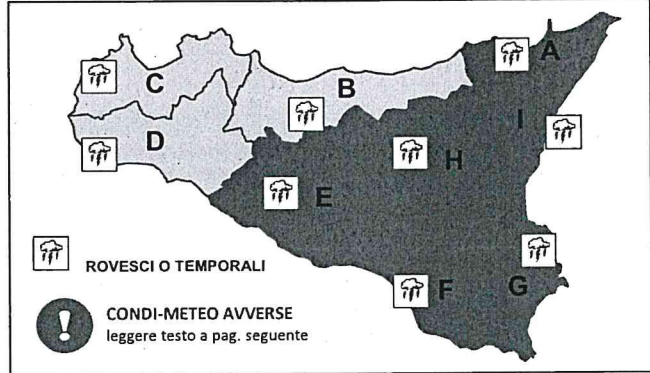 A
C
B
I
D
H
E
ROVESCI O TEMPORALI
F
G
! CONDI-METEO AVVERSE
leggere testo a pag. seguente